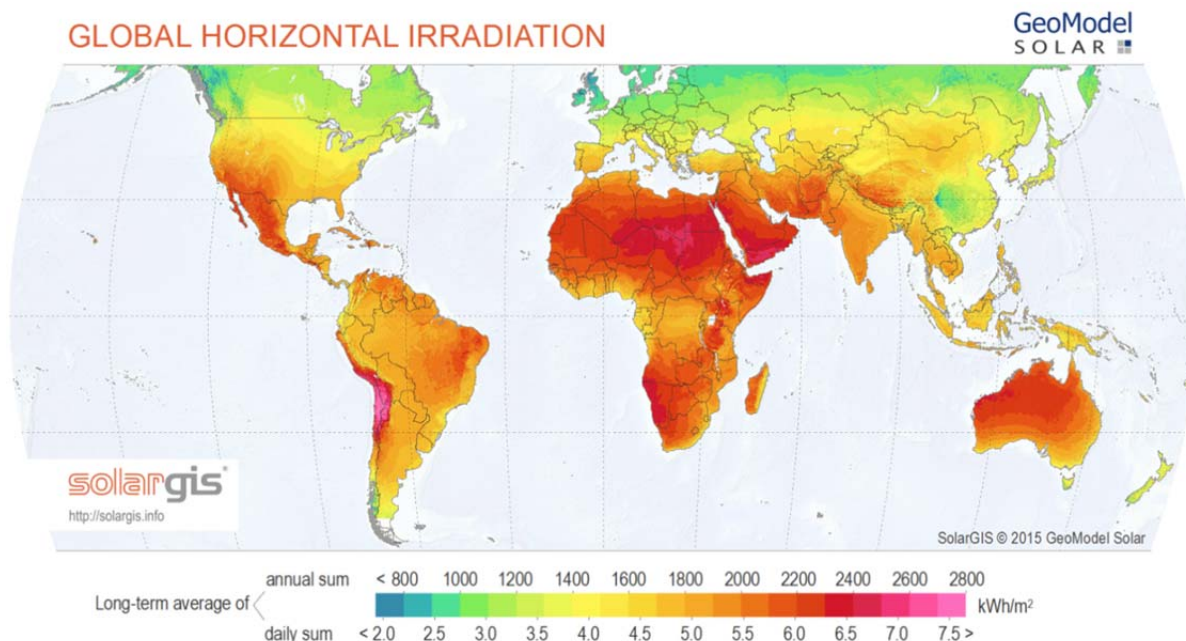 GLOBAL HORIZONTAL IRRADIATION
GeoModel
SOLAR
solargis
http://solargis.info
SolarGIS © 2015 GeoModel Solar
annual sum < 800 1000 1200 1400 1600 1800 2000 2200 2400 2600 2800
Long-term average of kWh/m²
daily sum < 2.0 2.5 3.0 3.5 4.0 4.5 5.0 5.5 6.0 6.5 7.0 7.5 >